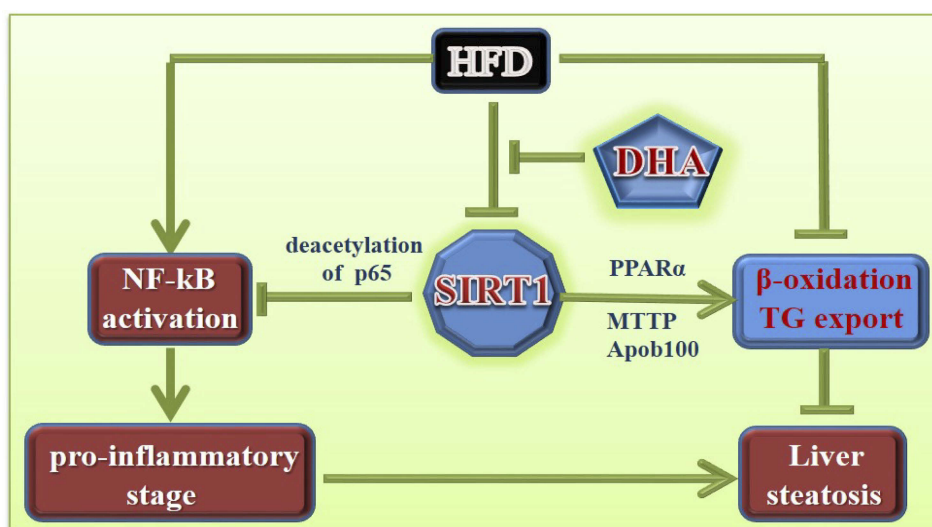 HFD
DHA
deacetylation
of p65
SIRT1
PPARα
MTTP
Apob100
NF-kB
activation
β-oxidation
TG export
pro-inflammatory
stage
Liver
steatosis